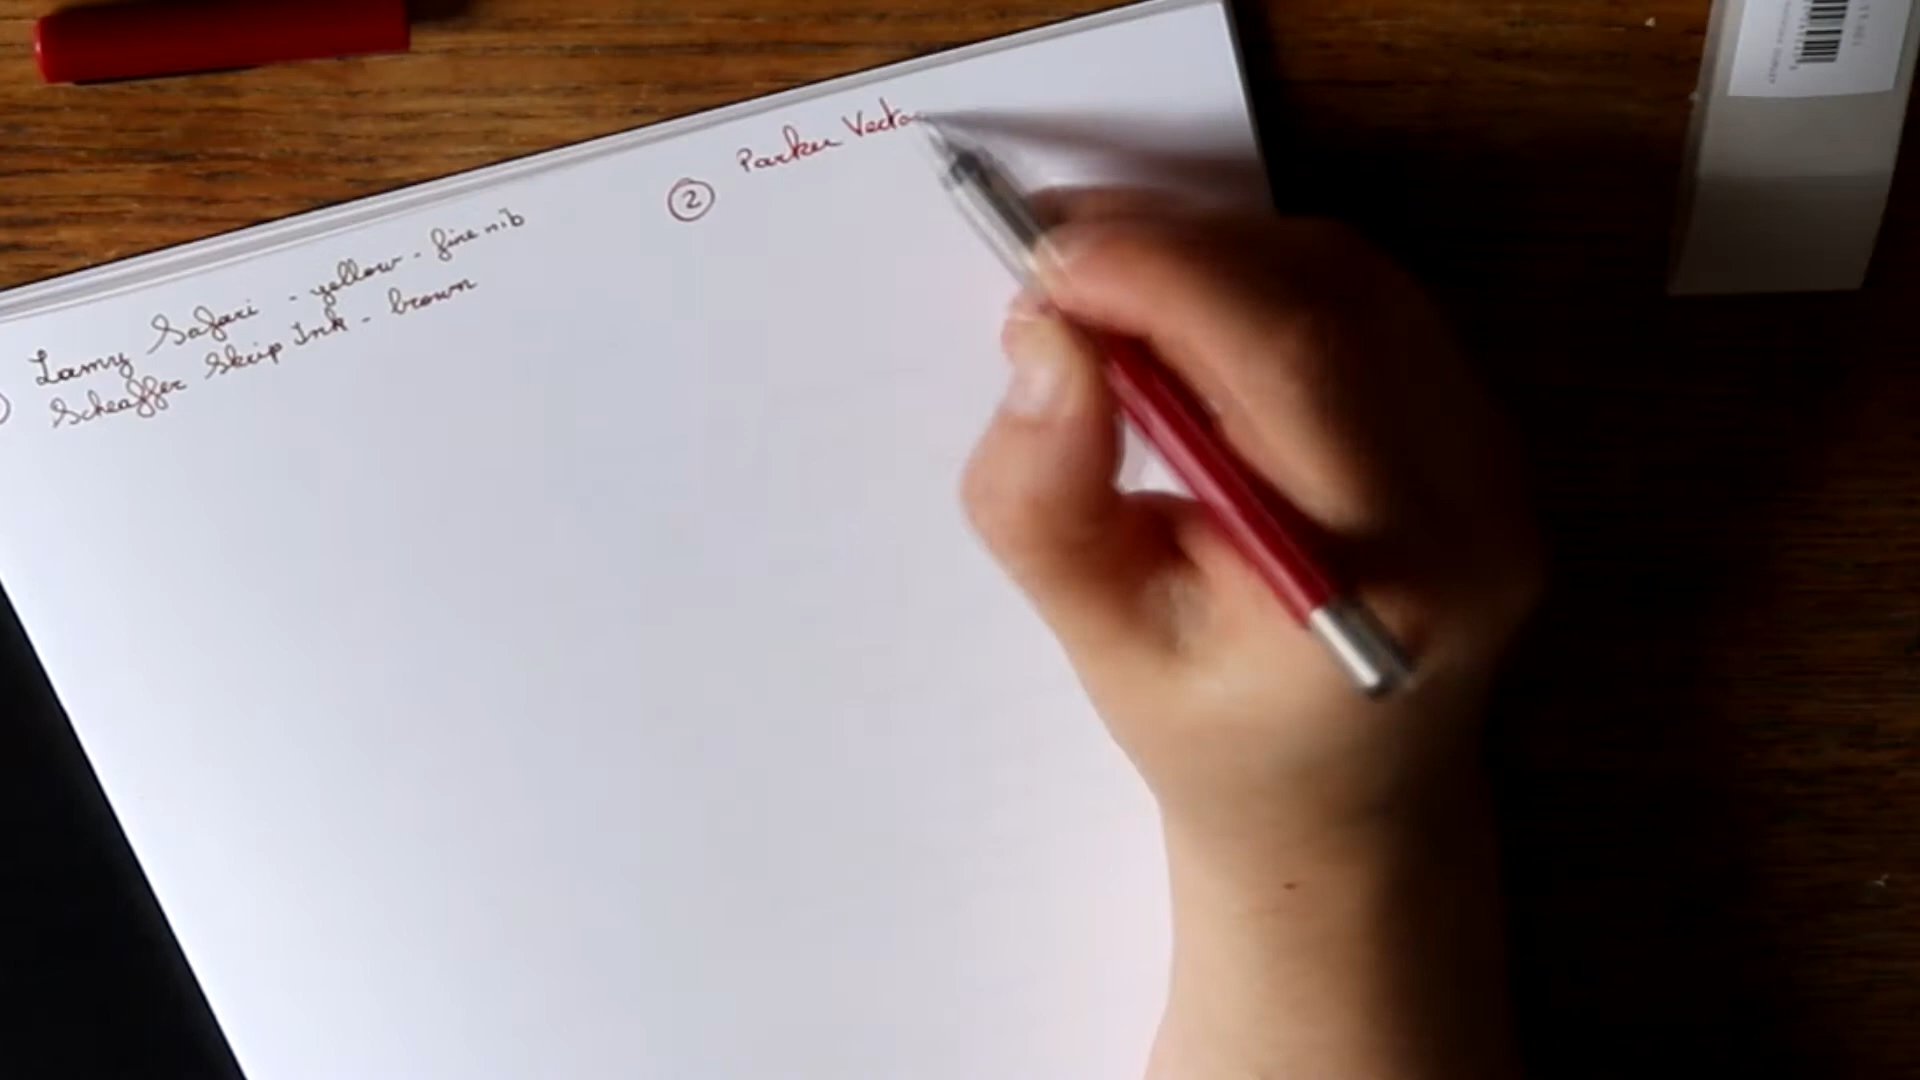 Lamy Safari - yellow - fine nib
Scheaffer Skrip Ink - brown
2
Parker Vecto